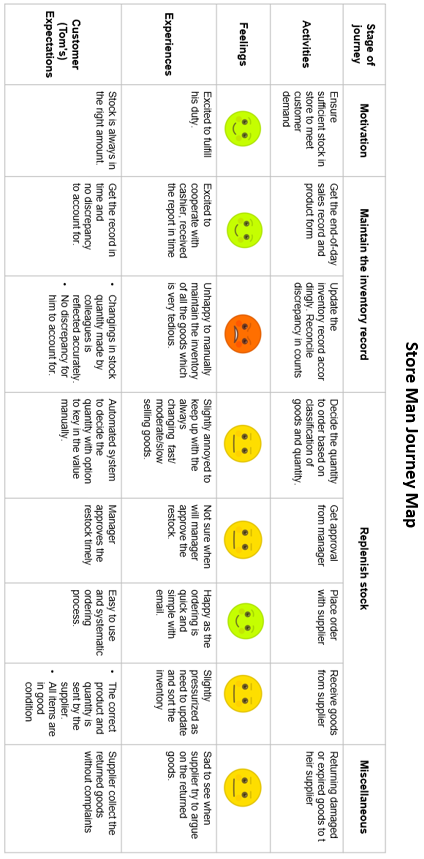 Store Man Journey Map
Stage of
journey
Motivation
Maintain the inventory record
Replenish stock
Miscellaneous
Activities
Ensure
sufficient stock in
store to meet
customer
demand
Get the end-of-day
sales record and
product form
Update the
inventory record accor
dingly. Reconcile
discrepancy in counts
Decide the quantity
to order based on
classification of
goods and quantity.
Get approval
from manager
Place order
with supplier
Receive goods
from supplier
Returning damaged
or expired goods to t
heir supplier
Feelings
Experiences
Excited to fulfill
his duty.
Excited to
cooperate with
cashier, received
the report in time
Unhappy to manually
maintain the inventory
of all the goods which
is very tedious.
Slightly annoyed to
keep up with the
always
changing fast/
moderate/slow
selling goods.
Not sure when
will manager
approve the
restock.
Happy as the
ordering is
quick and
simple with
email.
Slightly
pressurized as
need to update
and sort the
inventory
Sad to see when
supplier try to argue
on the returned
goods.
Customer
(Tom's)
Expectations
Stock is always in
the right amount.
Get the record in
time and
no discrepancy
to account for.
• Changings in stock
quantity made by
colleagues is
reflected accurately.
• No discrepancy for
him to account for.
Automated system
to decide the
quantity with option
to key in the value
manually.
Manager
approves the
restock timely
Easy to use
and systematic
ordering
process.
• The correct
product and
quantity is
sent by the
supplier.
• All items are
in good
condition
Supplier collect the
returned goods
without complaints